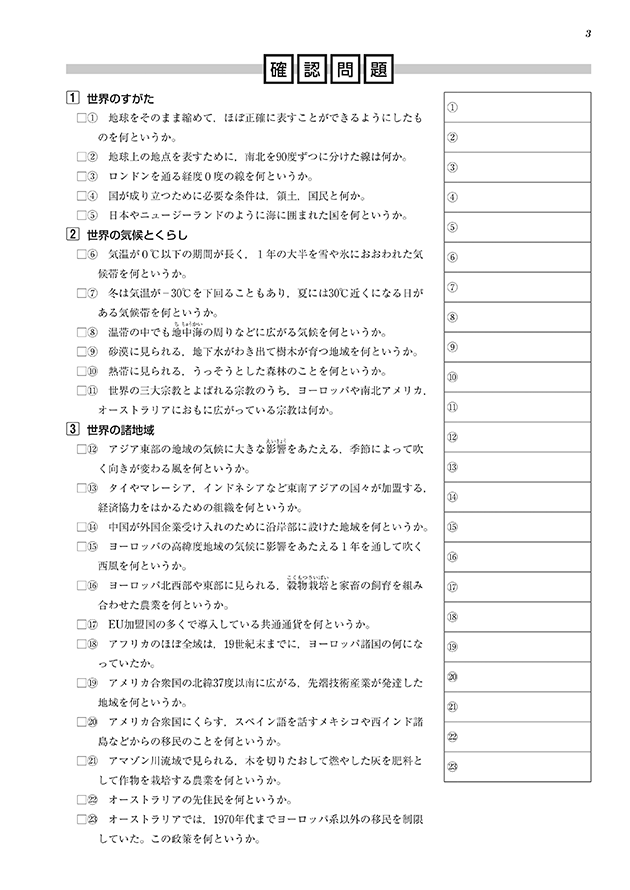 3
確認問題
1 世界のすがた
□① 地球をそのまま縮めて，ほぼ正確に表すことができるようにしたも
のを何というか。
□② 地球上の地点を表すために，南北を90度ずつに分けた線は何か。
□③ ロンドンを通る経度０度の線を何というか。
□④ 国が成り立つために必要な条件は，領土，国民と何か。
□⑤ 日本やニュージーランドのように海に囲まれた国を何というか。
2 世界の気候とくらし
□⑥ 気温が０℃以下の期間が長く，１年の大半を雪や氷におおわれた気
候帯を何というか。
□⑦ 冬は気温が－30℃を下回ることもあり，夏には30℃近くになる日が
ある気候帯を何というか。
ちちゅうかい
□⑧ 温帯の中でも地中海の周りなどに広がる気候を何というか。
□⑨ 砂漠に見られる，地下水がわき出て樹木が育つ地域を何というか。
□⑩ 熱帯に見られる，うっそうとした森林のことを何というか。
□⑪ 世界の三大宗教とよばれる宗教のうち，ヨーロッパや南北アメリカ，
オーストラリアにおもに広がっている宗教は何か。
3 世界の諸地域
えいきょう
□⑫ アジア東部の地域の気候に大きな影響をあたえる，季節によって吹
く向きが変わる風を何というか。
□⑬ タイやマレーシア，インドネシアなど東南アジアの国々が加盟する，
経済協力をはかるための組織を何というか。
□⑭ 中国が外国企業受け入れのために沿岸部に設けた地域を何というか。
□⑮ ヨーロッパの高緯度地域の気候に影響をあたえる１年を通して吹く
西風を何というか。
こくもつさいばい
□⑯ ヨーロッパ北西部や東部に見られる，穀物栽培と家畜の飼育を組み
合わせた農業を何というか。
□⑰ EU加盟国の多くで導入している共通通貨を何というか。
□⑱ アフリカのほぼ全域は，19世紀末までに，ヨーロッパ諸国の何にな
っていたか。
□⑲ アメリカ合衆国の北緯37度以南に広がる，先端技術産業が発達した
地域を何というか。
□⑳ アメリカ合衆国にくらす，スペイン語を話すメキシコや西インド諸
島などからの移民のことを何というか。
□㉑ アマゾン川流域で見られる，木を切りたおして燃やした灰を肥料と
して作物を栽培する農業を何というか。
□㉒ オーストラリアの先住民を何というか。
□㉓ オーストラリアでは，1970年代までヨーロッパ系以外の移民を制限
していた。この政策を何というか。
①
②
③
④
⑤
⑥
⑦
⑧
⑨
⑩
⑪
⑫
⑬
⑭
⑮
⑯
⑰
⑱
⑲
⑳
㉑
㉒
㉓